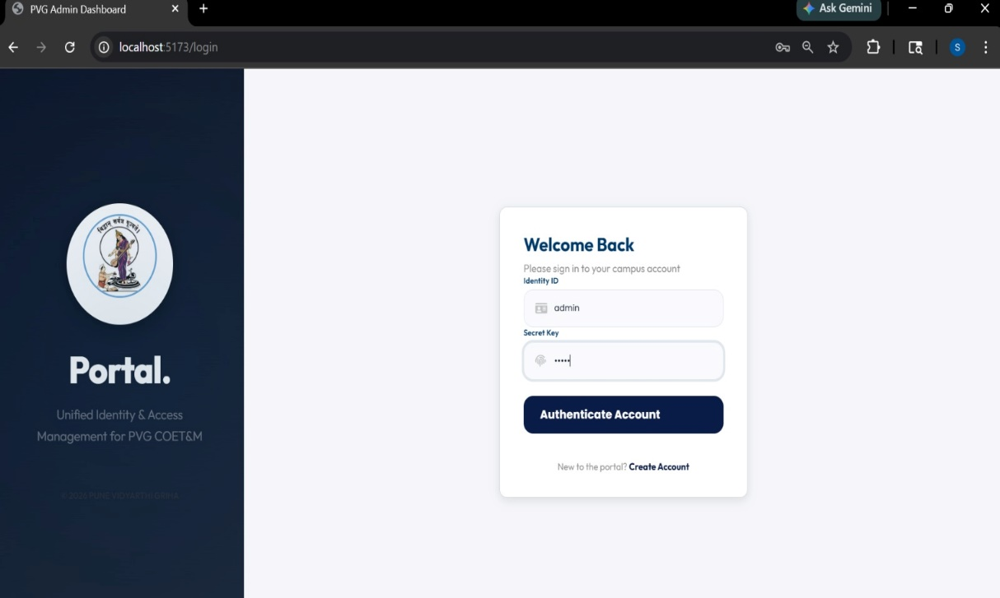 PVG Admin Dashboard
Ask Gemini
localhost:5173/login
S
विद्वान् सर्वत्र पूज्यते।
Portal.
Unified Identity & Access
Management for PVG COET&M
© 2026 PUNE VIDYARTHI GRIHA
Welcome Back
Please sign in to your campus account
Identity ID
admin
Secret Key
•••••
Authenticate Account
New to the portal? Create Account